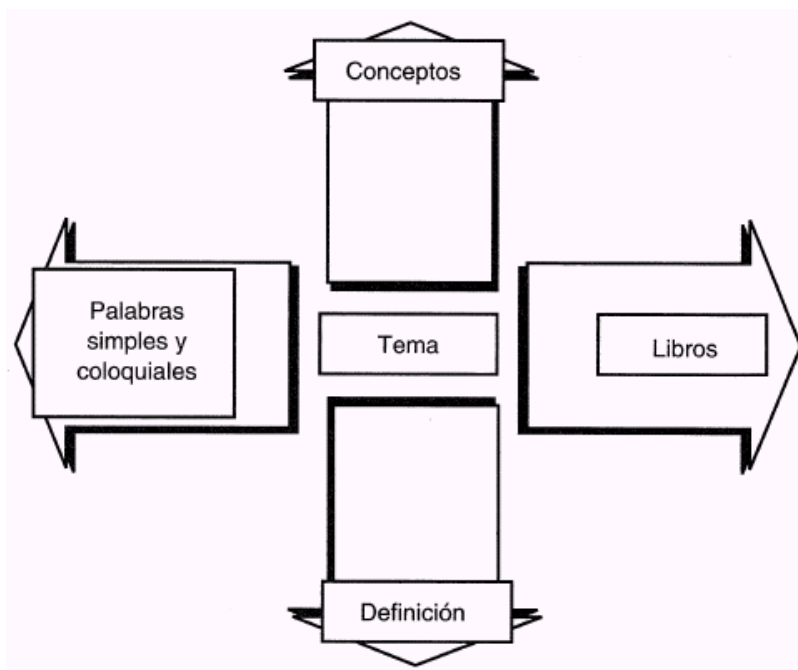 Conceptos
Palabras
simples y
coloquiales
Tema
Libros
Definición